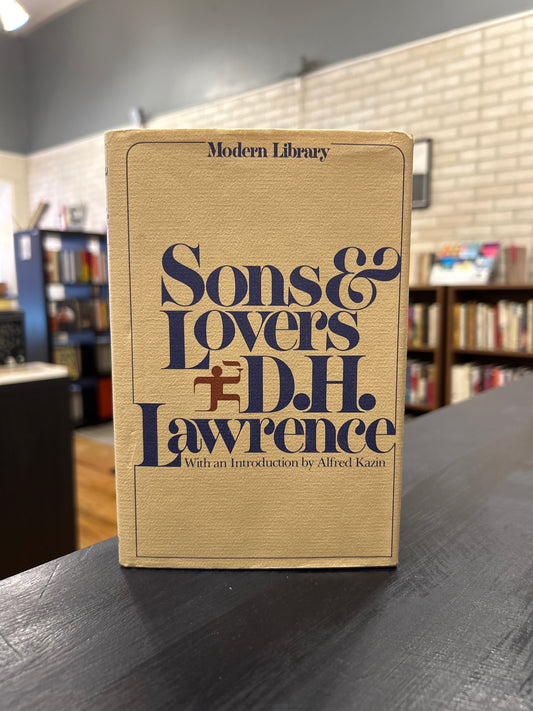 Modern Library
Sons &
Lovers
D.H.
Lawrence
With an Introduction by Alfred Kazin